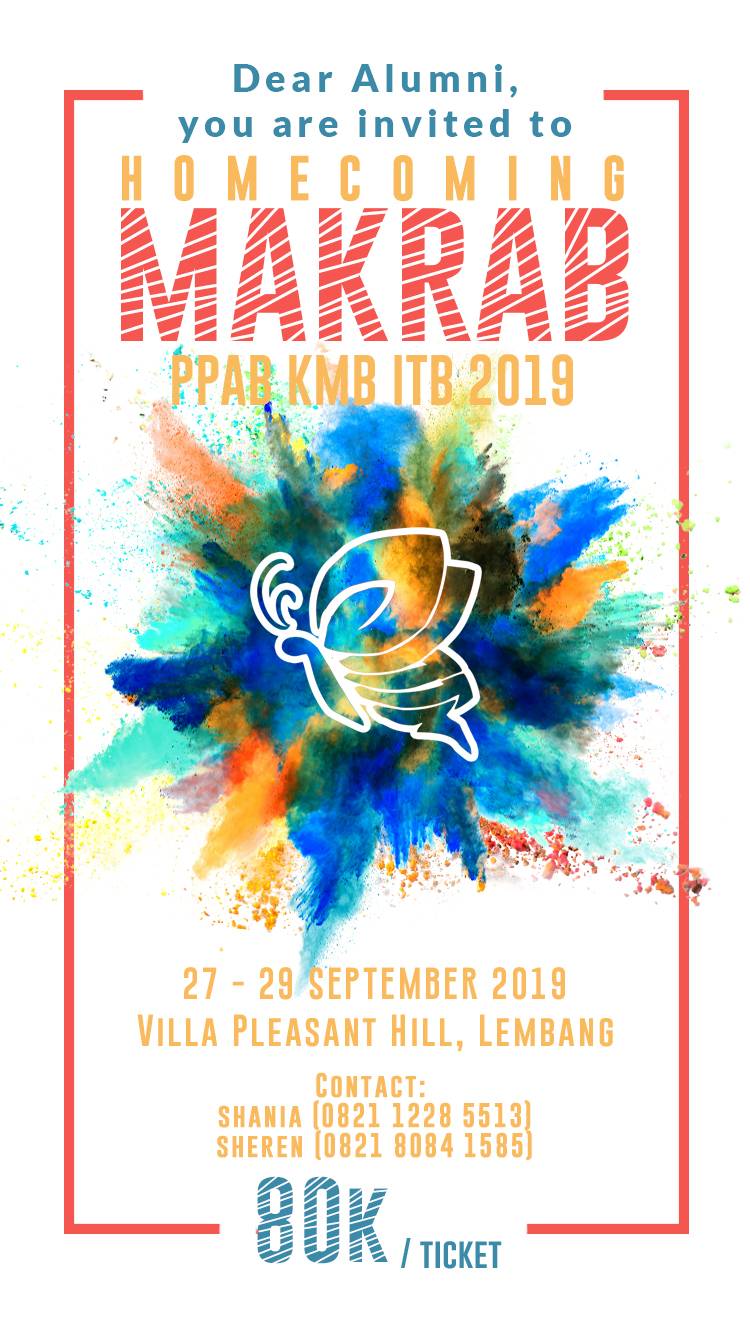 Dear Alumni,
you are invited to
HOMECOMING
MAKRAB
PPAB KMB ITB 2019
27 - 29 SEPTEMBER 2019
VILLA PLEASANT HILL, LEMBANG
CONTACT:
SHANIA (0821 1228 5513)
SHEREN (0821 8084 1585)
80K / TICKET